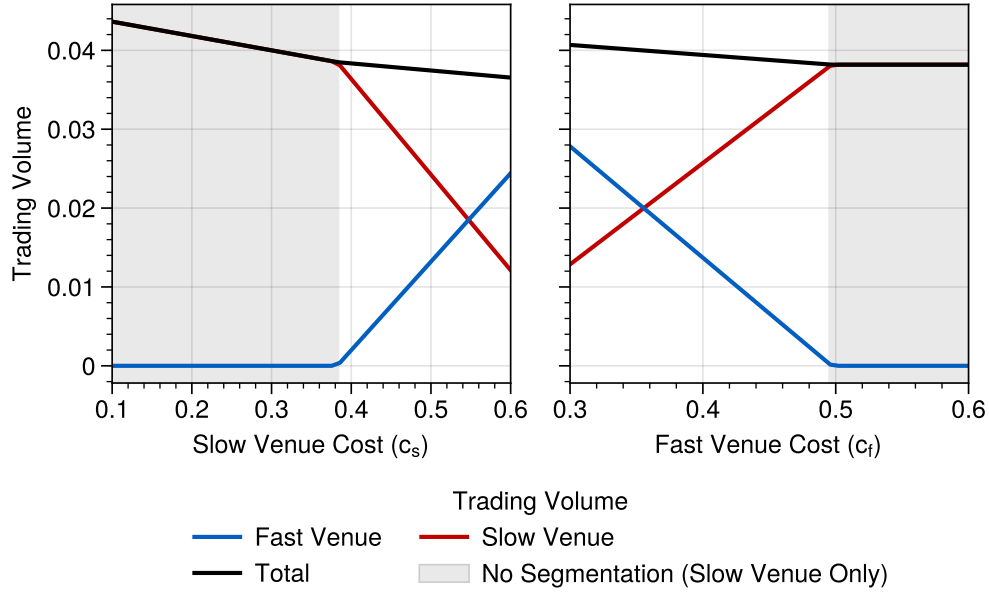 Trading Volume
0.04
0.03
0.02
0.01
0
0.1 0.2 0.3 0.4 0.5 0.6
0.3 0.4 0.5 0.6
Slow Venue Cost (cₛ)
Fast Venue Cost (c_f)
Trading Volume
Fast Venue
Slow Venue
Total
No Segmentation (Slow Venue Only)